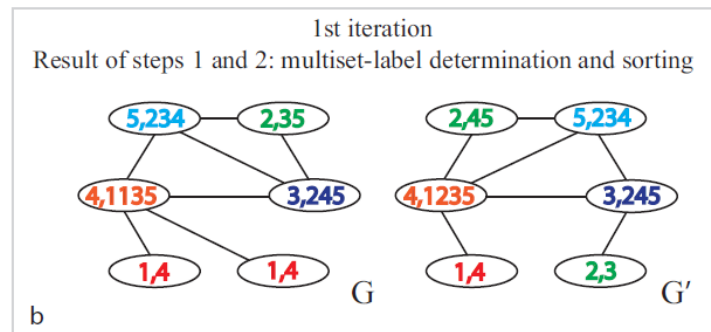 1st iteration
Result of steps 1 and 2: multiset-label determination and sorting
5,234 2,35 2,45 5,234
4,1135 3,245 4,1235 3,245
1,4 1,4 1,4 2,3
G G′
b